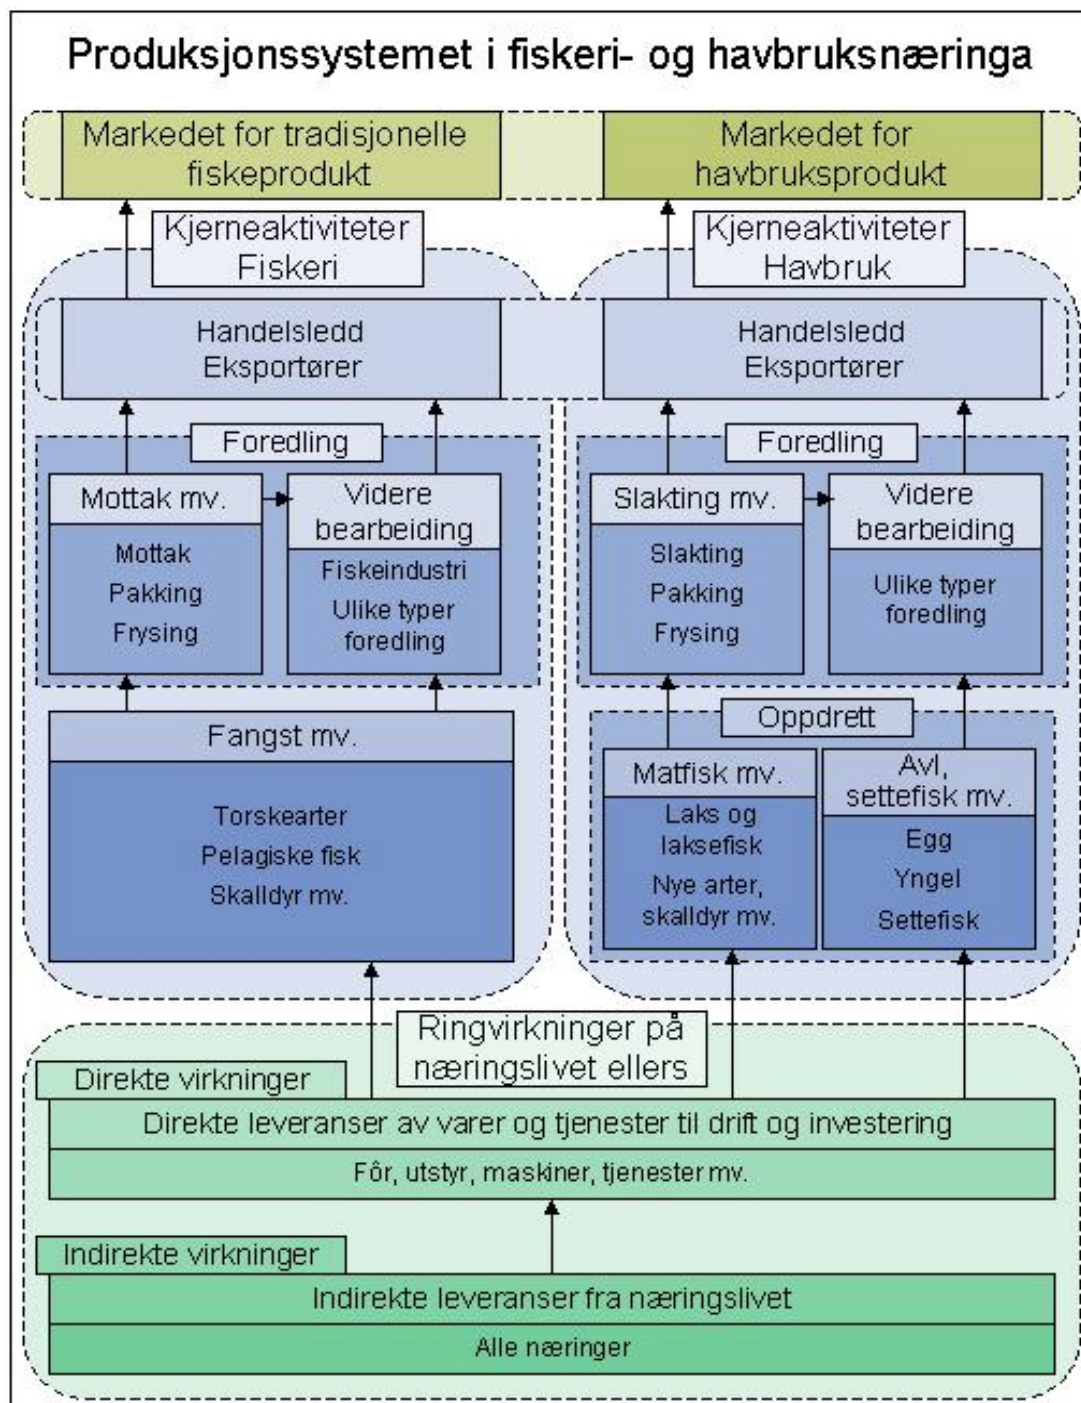 Produksjonssystemet i fiskeri- og havbruksnæringa
Markedet for tradisjonelle
fiskeprodukt
Markedet for
havbruksprodukt
Kjerneaktiviteter
Fiskeri
Kjerneaktiviteter
Havbruk
Handelsledd
Eksportører
Handelsledd
Eksportører
Foredling
Mottak mv.
Mottak
Pakking
Frysing
Videre
bearbeiding
Fiskeindustri
Ulike typer
foredling
Foredling
Slakting mv.
Slakting
Pakking
Frysing
Videre
bearbeiding
Ulike typer
foredling
Fangst mv.
Torskearter
Pelagiske fisk
Skalldyr mv.
Oppdrett
Matfisk mv.
Laks og
laksefisk
Nye arter,
skalldyr mv.
Avl,
settefisk mv.
Egg
Yngel
Settefisk
Ringvirkninger på
næringslivet ellers
Direkte virkninger
Direkte leveranser av varer og tjenester til drift og investering
Fôr, utstyr, maskiner, tjenester mv.
Indirekte virkninger
Indirekte leveranser fra næringslivet
Alle næringer